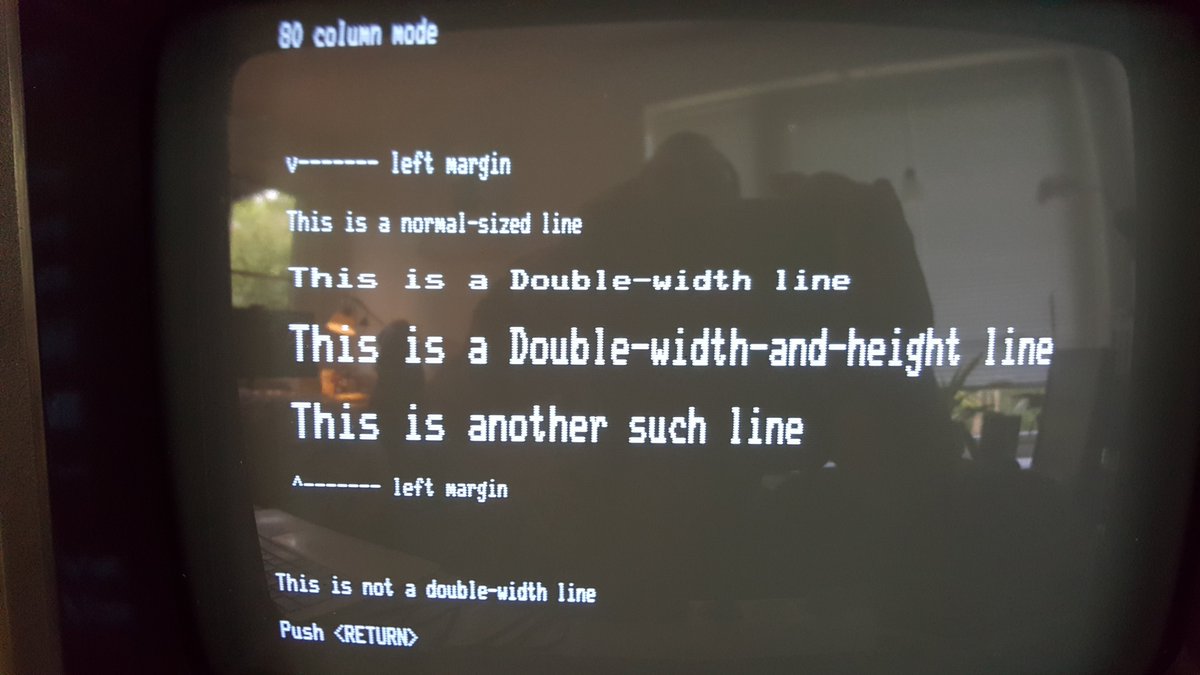 80 column mode
v------- left margin
This is a normal-sized line
This is a Double-width line
This is a Double-width-and-height line
This is another such line
^------- left margin
This is not a double-width line
Push <RETURN>